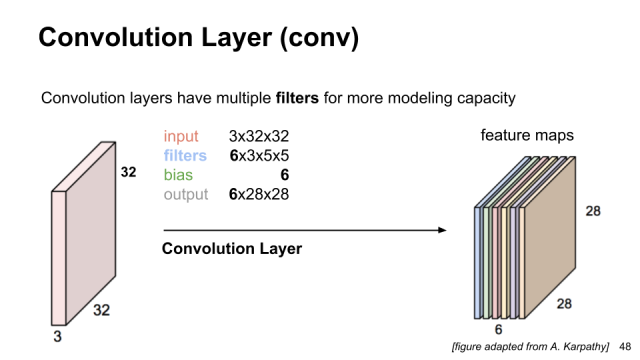 Convolution Layer (conv)
Convolution layers have multiple filters for more modeling capacity
input 3x32x32
filters 6x3x5x5
bias 6
output 6x28x28
Convolution Layer
32
32
3
feature maps
28
28
6
[figure adapted from A. Karpathy] 48